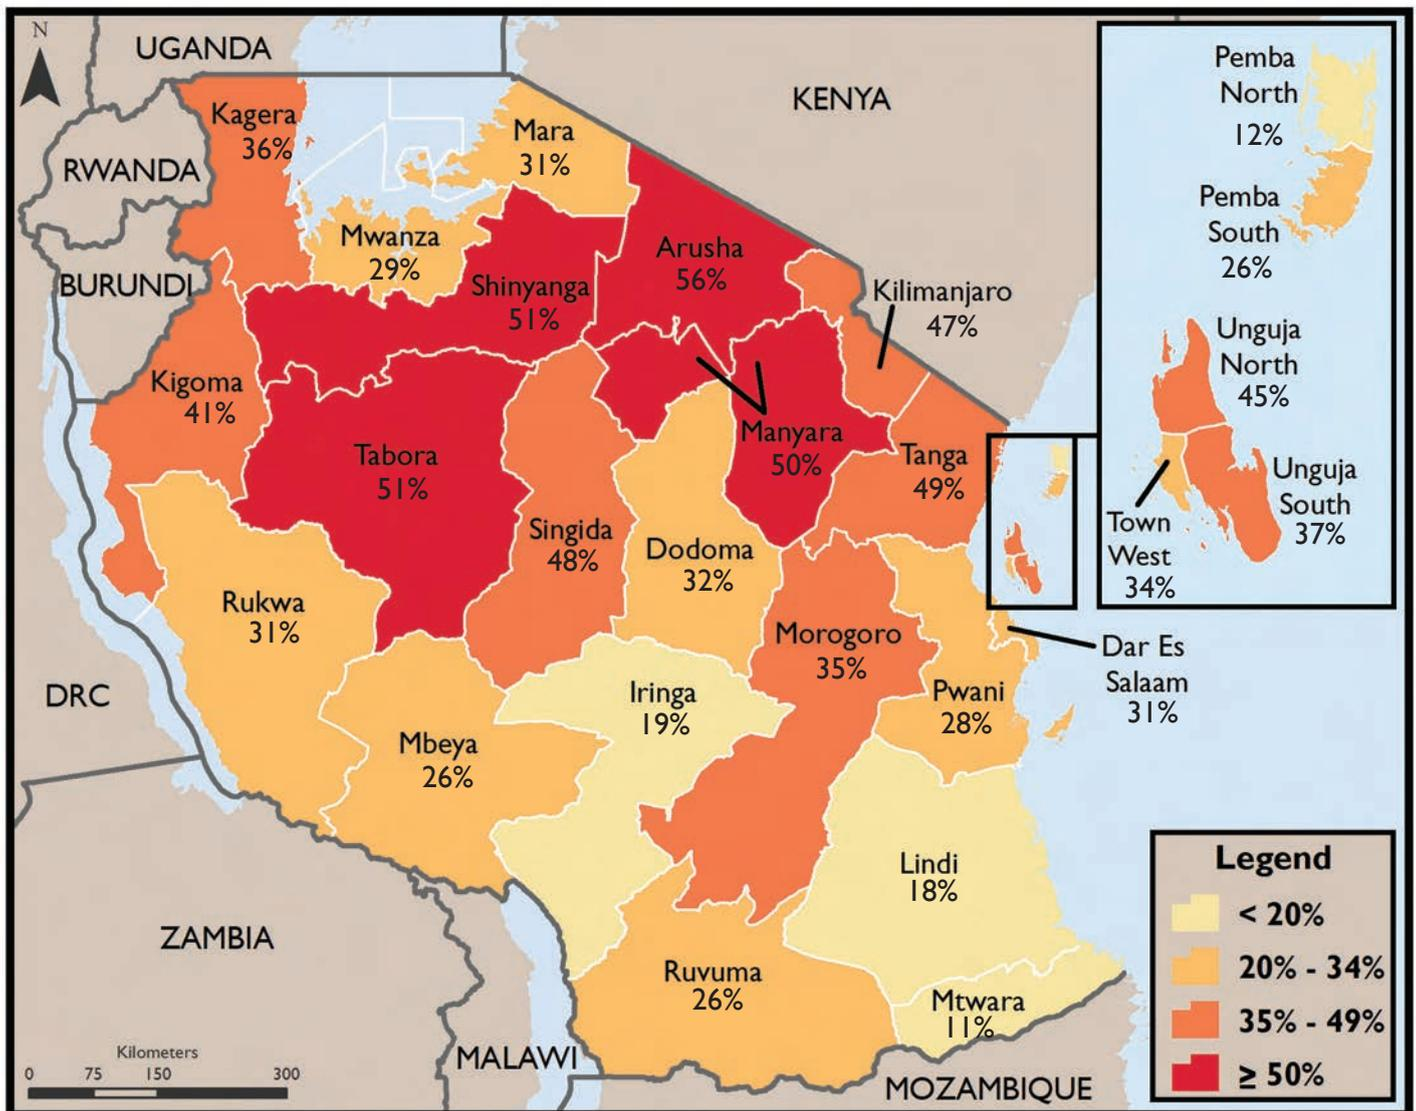 N
UGANDA
KENYA
RWANDA
BURUNDI
DRC
ZAMBIA
MALAWI
MOZAMBIQUE
Kagera
36%
Mara
31%
Mwanza
29%
Shinyanga
51%
Arusha
56%
Kilimanjaro
47%
Kigoma
41%
Tabora
51%
Singida
48%
Dodoma
32%
Manyara
50%
Tanga
49%
Rukwa
31%
Mbeya
26%
Iringa
19%
Morogoro
35%
Pwani
28%
Dar Es
Salaam
31%
Lindi
18%
Ruvuma
26%
Mtwara
11%
Pemba
North
12%
Pemba
South
26%
Unguja
North
45%
Unguja
South
37%
Town
West
34%
Legend
< 20%
20% - 34%
35% - 49%
≥ 50%
Kilometers
0 75 150 300